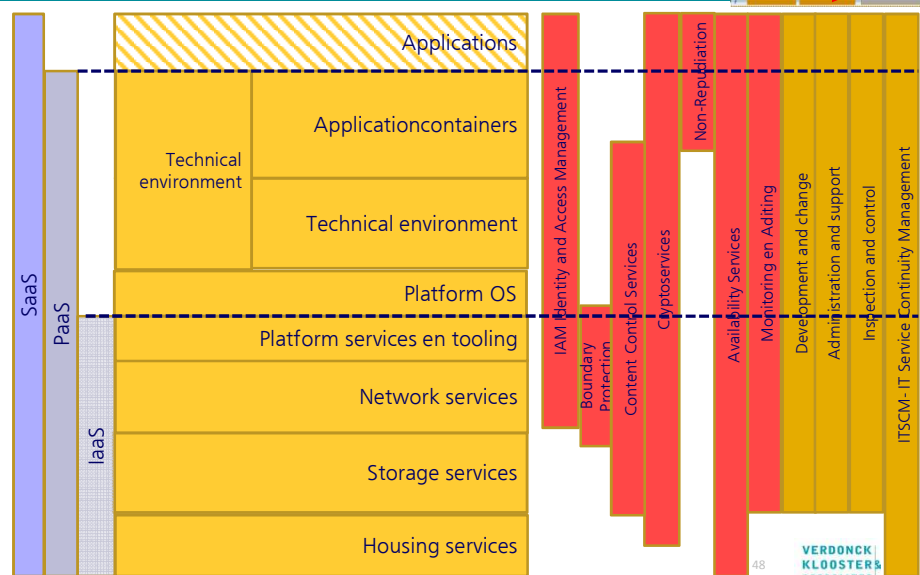 Applications
Applicationcontainers
Technical
environment
Technical environment
Platform OS
Platform services en tooling
Network services
Storage services
Housing services
SaaS
PaaS
IaaS
IAM Identity and Access Management
Boundary
Protection
Content Control Services
Cryptoservices
Non-Repudiation
Availability Services
Monitoring en Aditing
Development and change
Administration and support
Inspection and control
ITSCM- IT Service Continuity Management
48
VERDONCK
KLOOSTER&